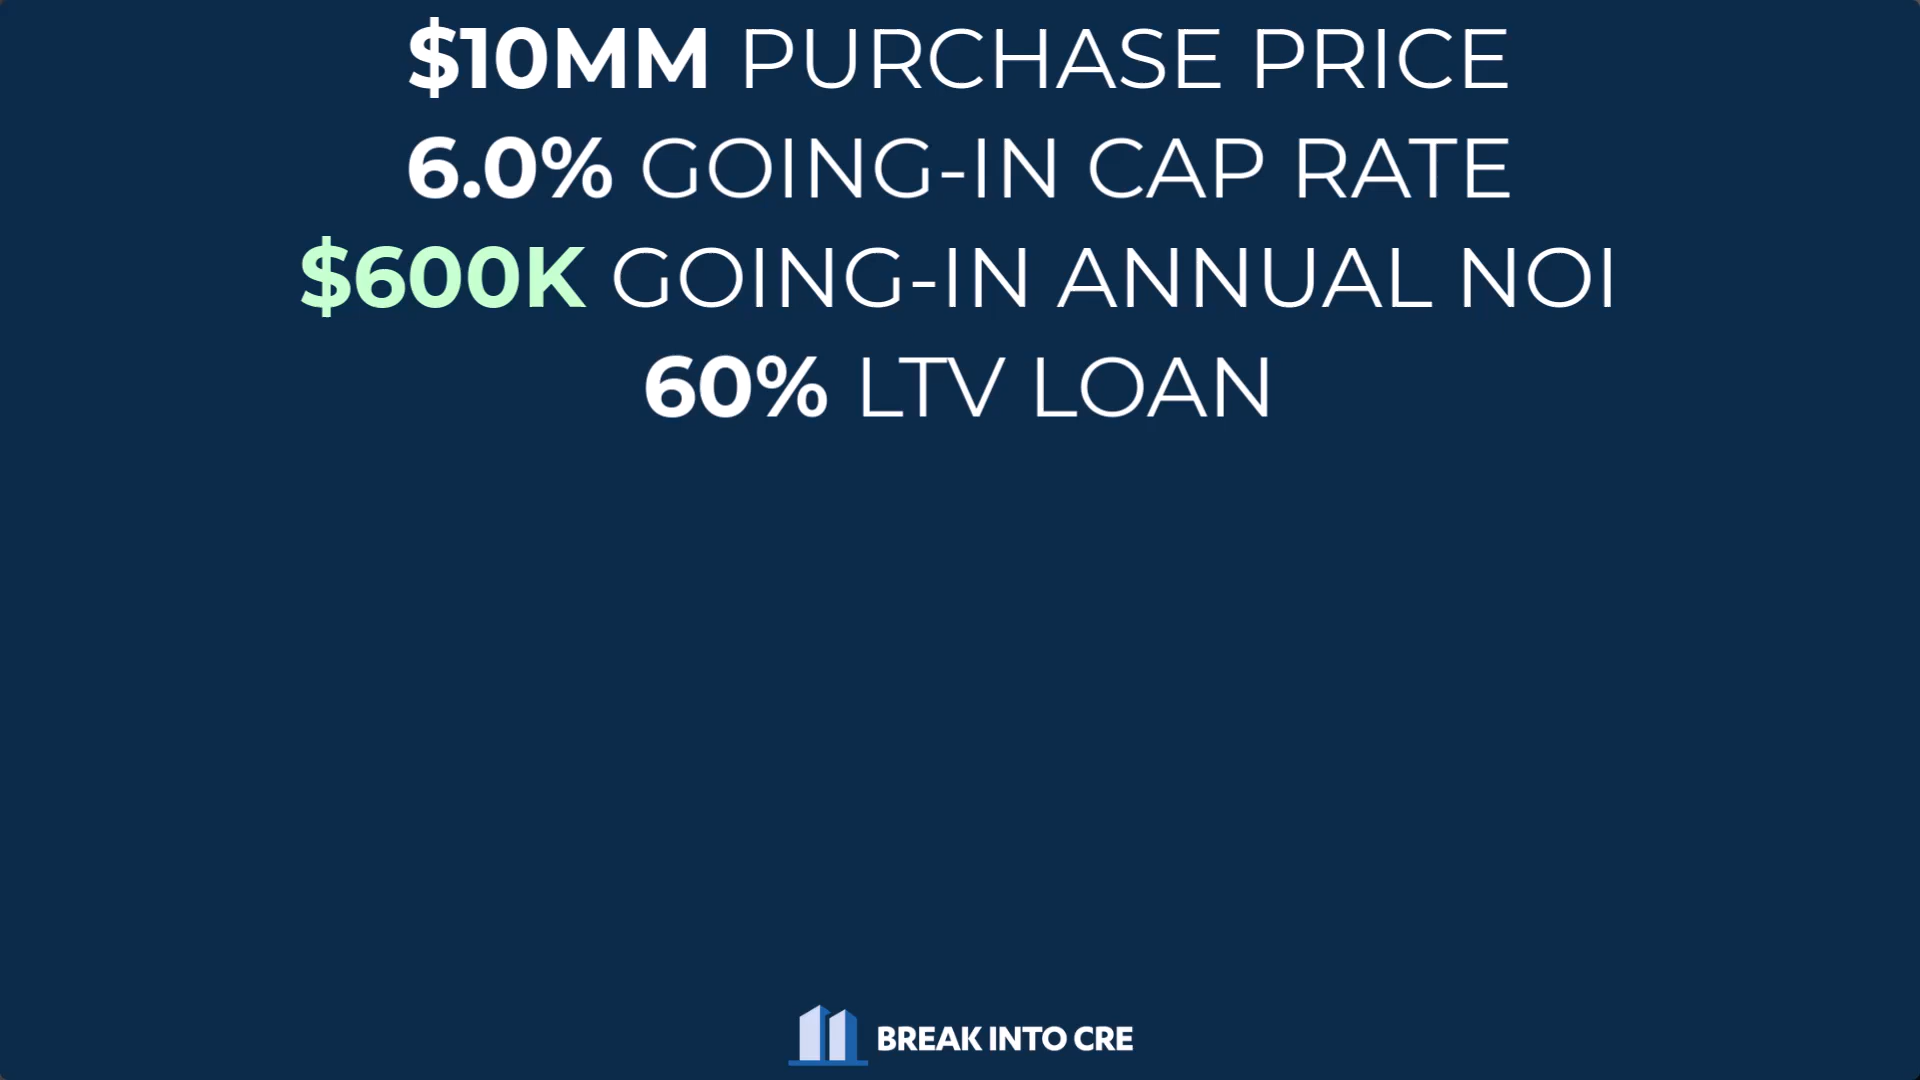 $10MM PURCHASE PRICE
6.0% GOING-IN CAP RATE
$600K GOING-IN ANNUAL NOI
60% LTV LOAN
BREAK INTO CRE